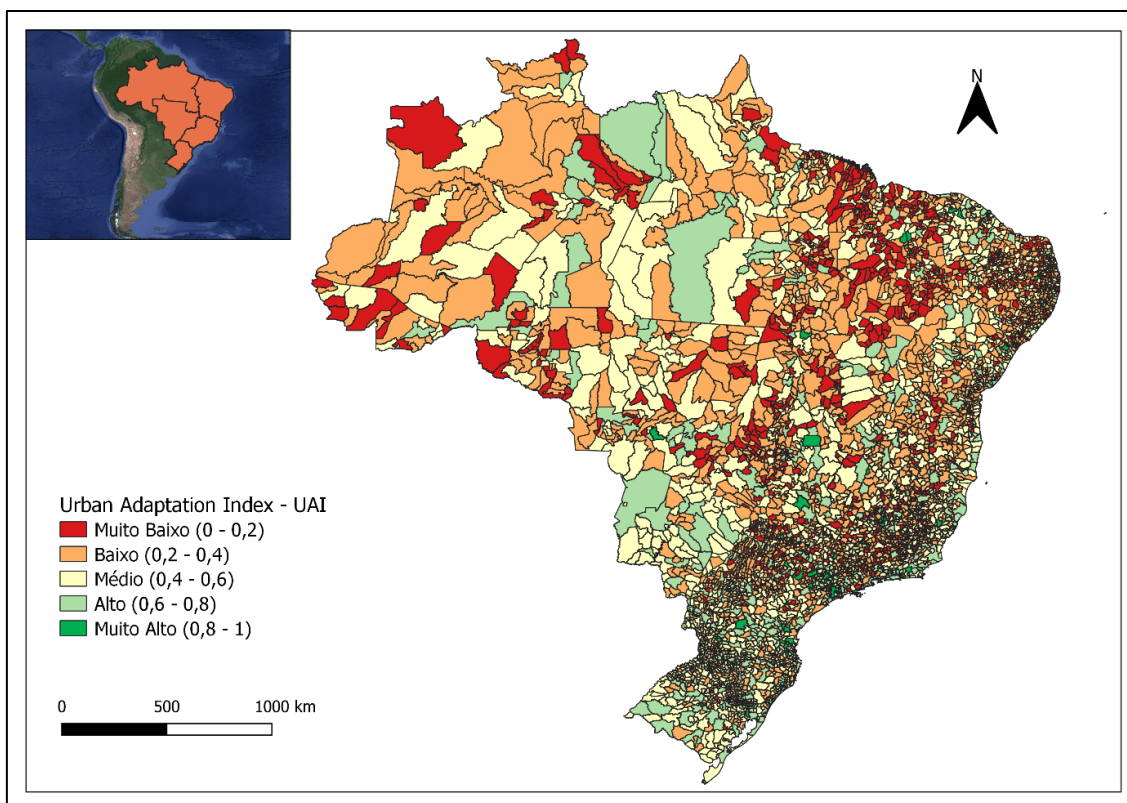 N
Urban Adaptation Index - UAI
Muito Baixo (0 - 0,2)
Baixo (0,2 - 0,4)
Médio (0,4 - 0,6)
Alto (0,6 - 0,8)
Muito Alto (0,8 - 1)
0 500 1000 km